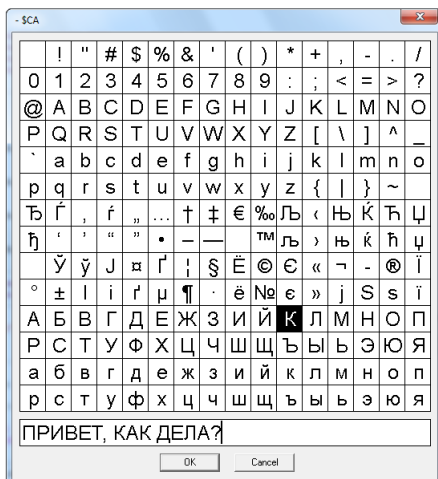 - $CA
! " # $ % & ' ( ) * + , - . /
0 1 2 3 4 5 6 7 8 9 : ; < = > ?
@ A B C D E F G H I J K L M N O
P Q R S T U V W X Y Z [ \ ] ^ _
` a b c d e f g h i j k l m n o
p q r s t u v w x y z { | } ~
Ђ Ѓ ‚ ѓ „ … † ‡ € ‰ Љ ‹ Њ Ќ Ћ Џ
ђ ‘ ’ “ ” • – — ™ љ › њ ќ ћ џ
Ў ў Ј ¤ Ґ ¦ § Ё © Є « ¬ - ® Ї
° ± І і ґ µ ¶ · ё № є » ј Ѕ ѕ ї
А Б В Г Д Е Ж З И Й К Л М Н О П
Р С Т У Ф Х Ц Ч Ш Щ Ъ Ы Ь Э Ю Я
а б в г д е ж з и й к л м н о п
р с т у ф х ц ч ш щ ъ ы ь э ю я
ПРИВЕТ, КАК ДЕЛА?
OK Cancel